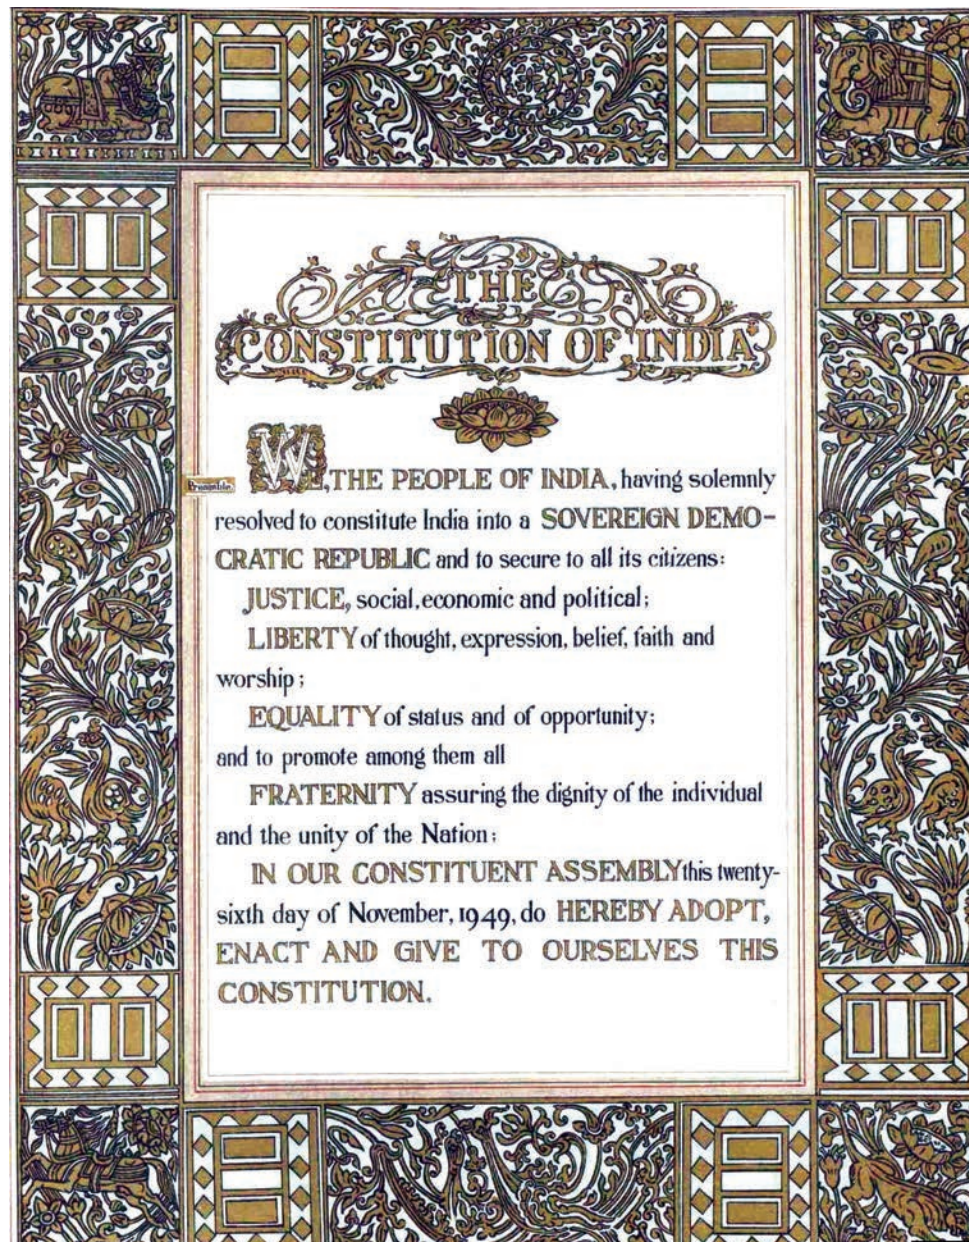 THE
CONSTITUTION OF INDIA
Preamble.
WE, THE PEOPLE OF INDIA, having solemnly
resolved to constitute India into a SOVEREIGN DEMO-
CRATIC REPUBLIC and to secure to all its citizens:
JUSTICE, social, economic and political;
LIBERTY of thought, expression, belief, faith and
worship;
EQUALITY of status and of opportunity;
and to promote among them all
FRATERNITY assuring the dignity of the individual
and the unity of the Nation;
IN OUR CONSTITUENT ASSEMBLY this twenty-
sixth day of November, 1949, do HEREBY ADOPT,
ENACT AND GIVE TO OURSELVES THIS
CONSTITUTION.